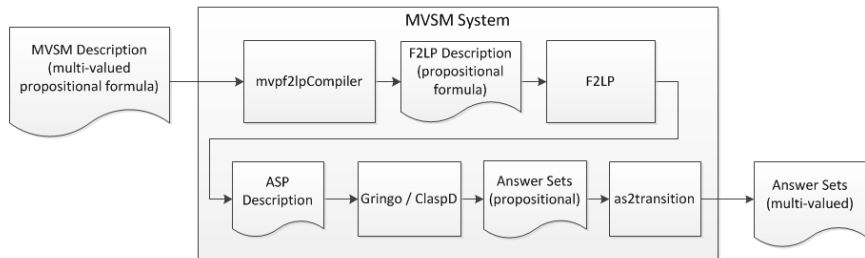 MVSM System
MVSM Description
(multi-valued
propositional formula)
mvpf2lpCompiler
F2LP Description
(propositional
formula)
F2LP
ASP
Description
Gringo / ClaspD
Answer Sets
(propositional)
as2transition
Answer Sets
(multi-valued)